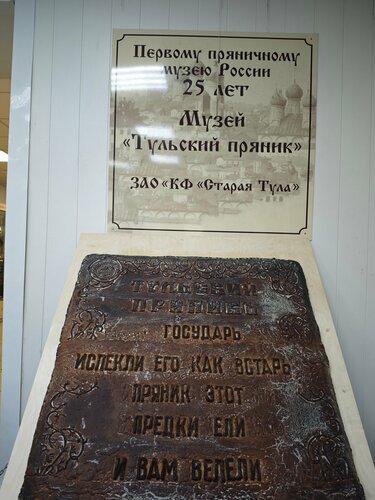 Первому пряничному
музею России
25 лет
Музей
«Тульский пряник»
ЗАО «КФ «Старая Тула»
ТУЛЬСКИЙ
ПРЯНИКЪ
ГОСУДАРЬ
ИСПЕКЛИ ЕГО КАК ВСТАРЬ
ПРЯНИК ЭТОТ
ПРЕДКИ ЕЛИ
И ВАМ ВЕЛЕЛИ